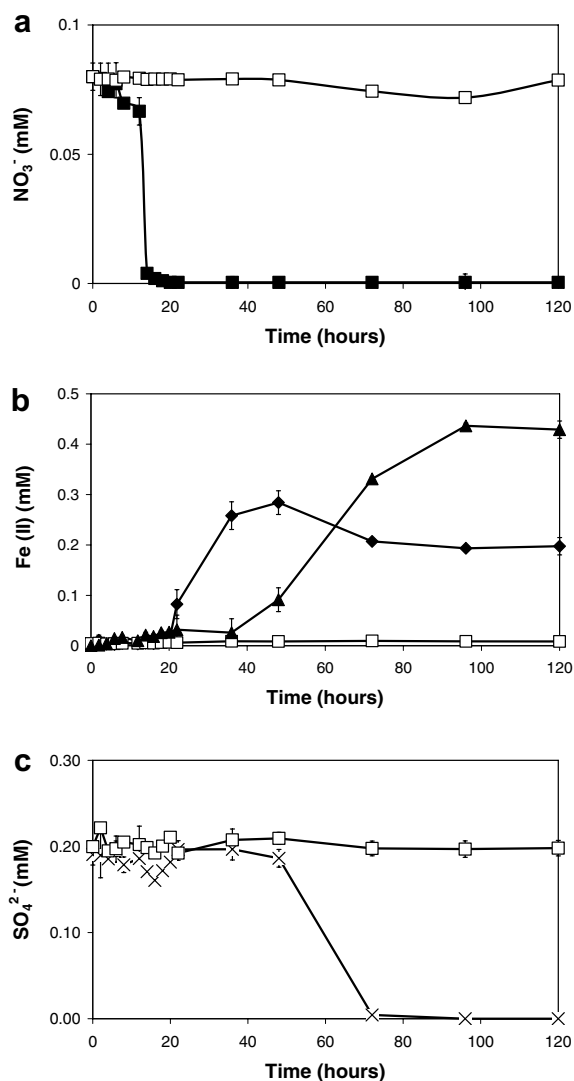 a
0.1
0.05
0
NO₃⁻ (mM)
0 20 40 60 80 100 120
Time (hours)
b
0.5
0.4
0.3
0.2
0.1
0
Fe (II) (mM)
0 20 40 60 80 100 120
Time (hours)
c
0.30
0.20
0.10
0.00
SO₄²⁻ (mM)
0 20 40 60 80 100 120
Time (hours)